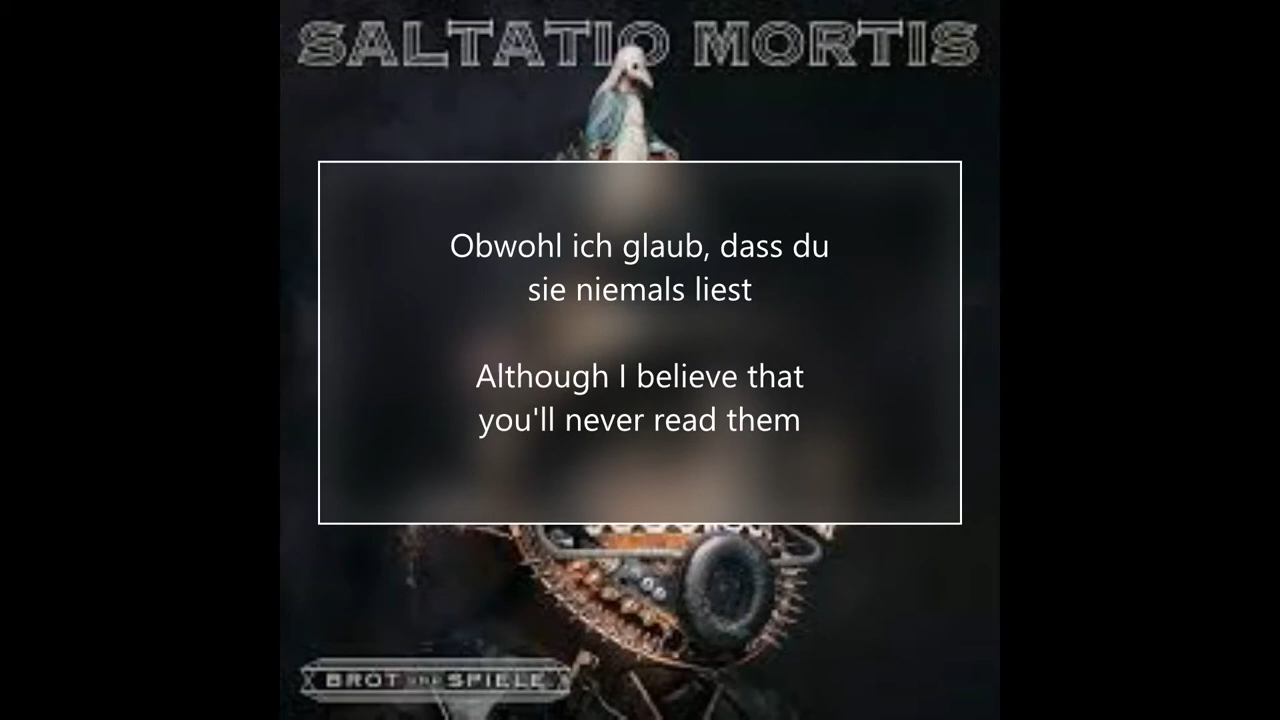 SALTATIO MORTIS
Obwohl ich glaub, dass du
sie niemals liest
Although I believe that
you'll never read them
BROT UND SPIELE